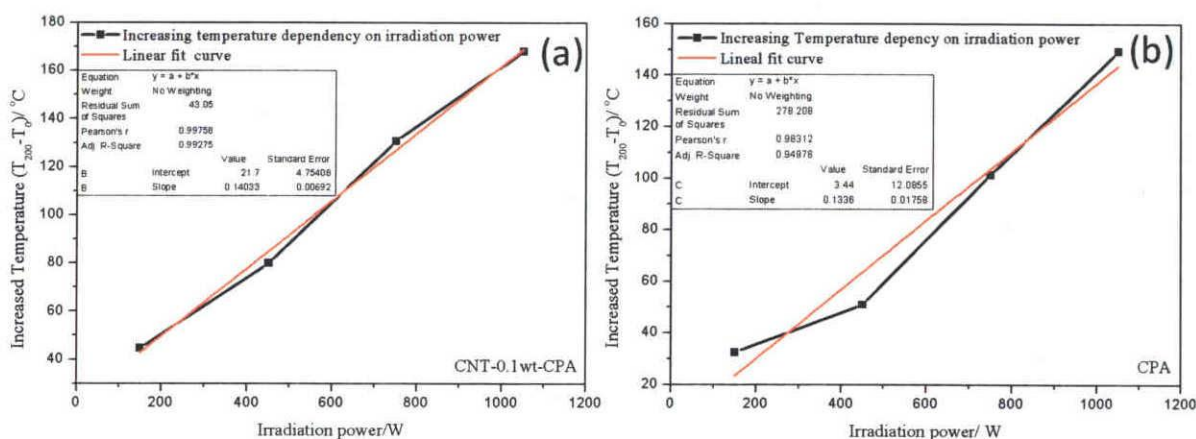 180
160
140
120
100
80
60
40
Increased Temperature (T200-T0)/ °C
Increasing temperature dependency on irradiation power
Linear fit curve
(a)
Equation y = a + b*x
Weight No Weighting
Residual Sum of Squares 43.05
Pearson's r 0.99758
Adj. R-Square 0.99275
Value Standard Error
B Intercept 21.7 4.75408
B Slope 0.14033 0.00692
CNT-0.1wt-CPA
0 200 400 600 800 1000 1200
Irradiation power/W
160
140
120
100
80
60
40
20
Increased Temperature (T200-T0)/ °C
Increasing Temperature depency on irradiation power
Lineal fit curve
(b)
Equation y = a + b*x
Weight No Weighting
Residual Sum of Squares 278.208
Pearson's r 0.98312
Adj. R-Square 0.94978
Value Standard Error
C Intercept 3.44 12.0855
C Slope 0.1336 0.01758
CPA
0 200 400 600 800 1000 1200
Irradiation power/ W